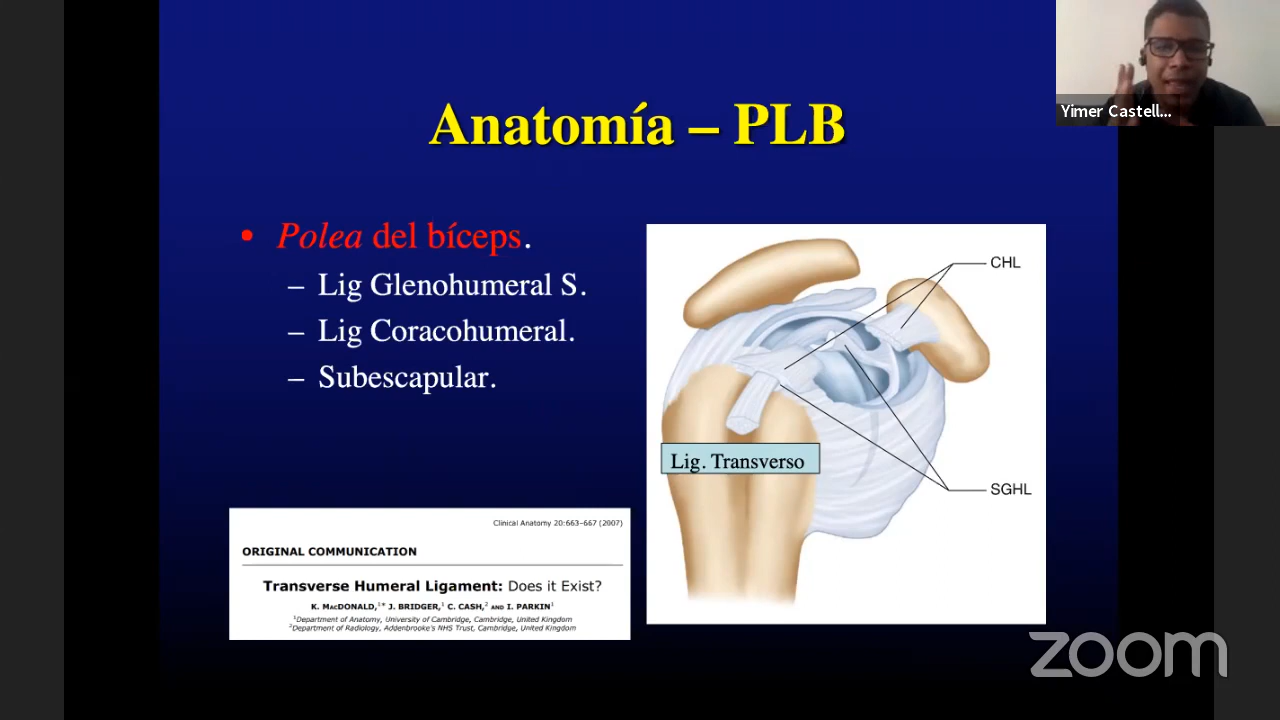 Yimer Castell...
Anatomía – PLB
• Polea del bíceps.
– Lig Glenohumeral S.
– Lig Coracohumeral.
– Subescapular.
CHL
Lig. Transverso
SGHL
Clinical Anatomy 20:663–667 (2007)
ORIGINAL COMMUNICATION
Transverse Humeral Ligament: Does it Exist?
K. MacDONALD,1* J. BRIDGER,1 C. CASH,2 AND I. PARKIN1
1Department of Anatomy, University of Cambridge, Cambridge, United Kingdom
2Department of Radiology, Addenbrooke's NHS Trust, Cambridge, United Kingdom
zoom